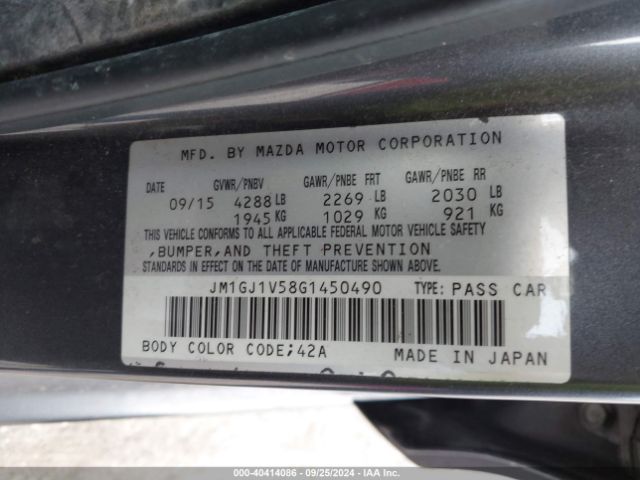 MFD. BY MAZDA MOTOR CORPORATION
DATE GVWR/PNBV GAWR/PNBE FRT GAWR/PNBE RR
09/15 4288 LB 2269 LB 2030 LB
1945 KG 1029 KG 921 KG
THIS VEHICLE CONFORMS TO ALL APPLICABLE FEDERAL MOTOR VEHICLE SAFETY
,BUMPER,AND THEFT PREVENTION
STANDARDS IN EFFECT ON THE DATE OF MANUFACTURE SHOWN ABOVE.
JM1GJ1V58G1450490 TYPE: PASS CAR
BODY COLOR CODE;42A MADE IN JAPAN
000-40414086 - 09/25/2024 - IAA Inc.